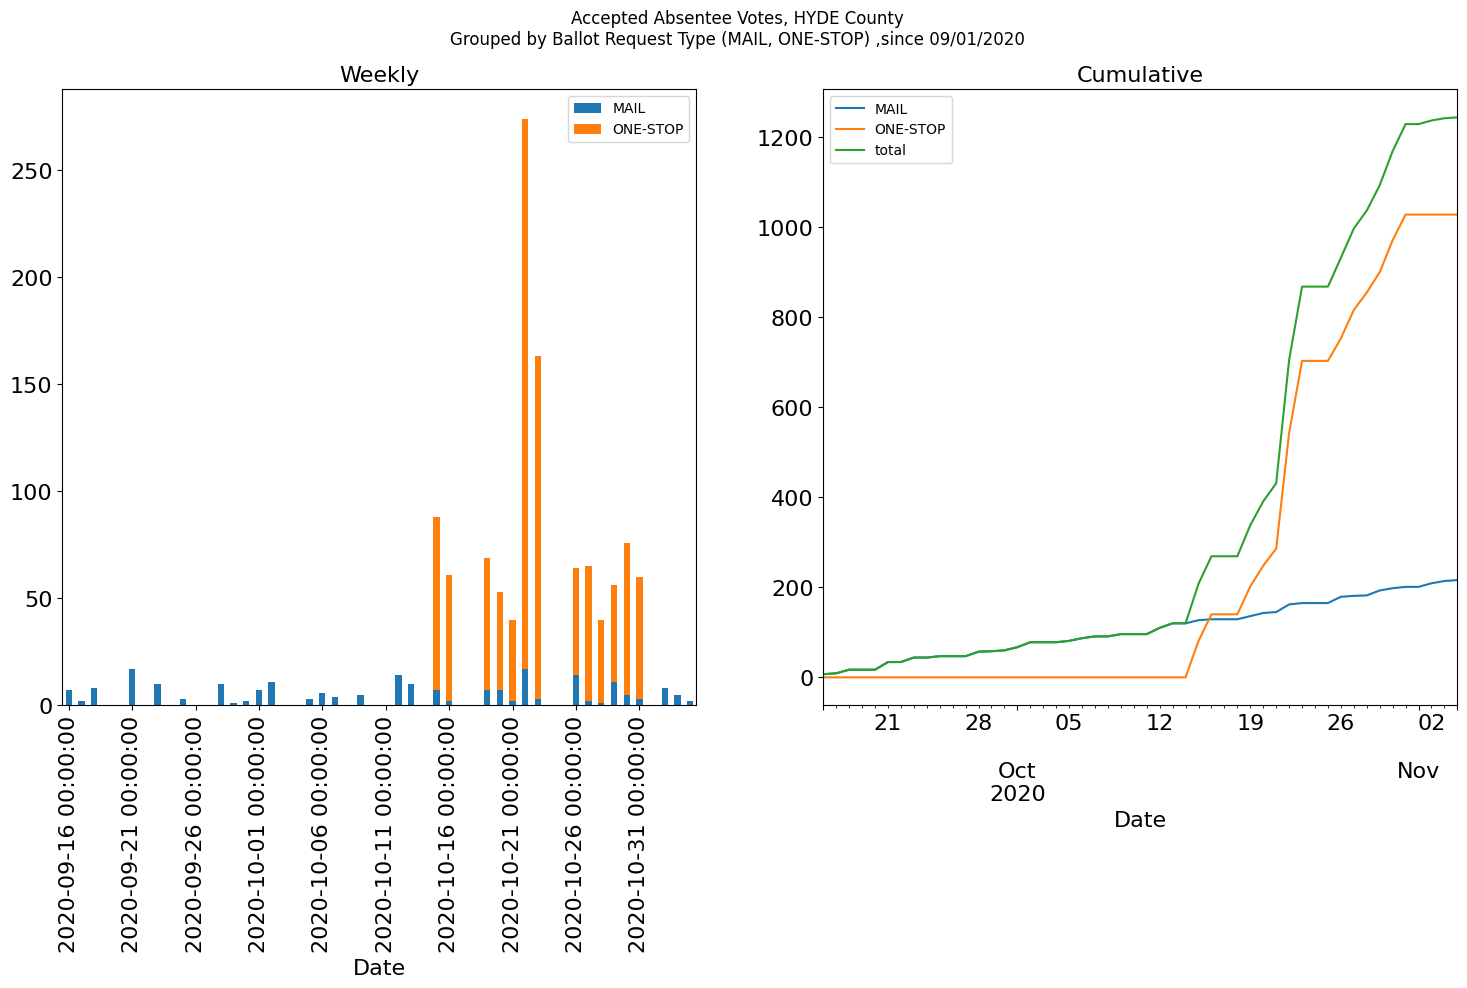 Accepted Absentee Votes, HYDE County
Grouped by Ballot Request Type (MAIL, ONE-STOP) ,since 09/01/2020
Weekly
MAIL
ONE-STOP
250
200
150
100
50
0
2020-09-16 00:00:00
2020-09-21 00:00:00
2020-09-26 00:00:00
2020-10-01 00:00:00
2020-10-06 00:00:00
2020-10-11 00:00:00
2020-10-16 00:00:00
2020-10-21 00:00:00
2020-10-26 00:00:00
2020-10-31 00:00:00
Date
Cumulative
MAIL
ONE-STOP
total
1200
1000
800
600
400
200
0
21 28 05 12 19 26 02
Oct Nov
2020
Date